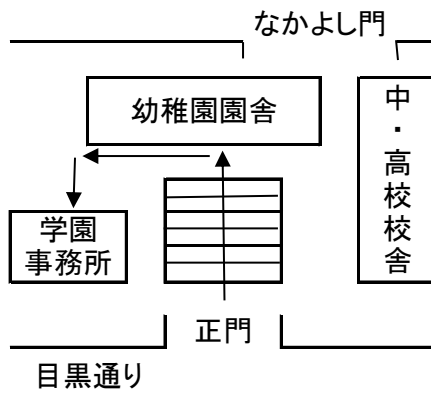 なかよし門
幼稚園園舎
中・高校校舎
学園
事務所
正門
目黒通り